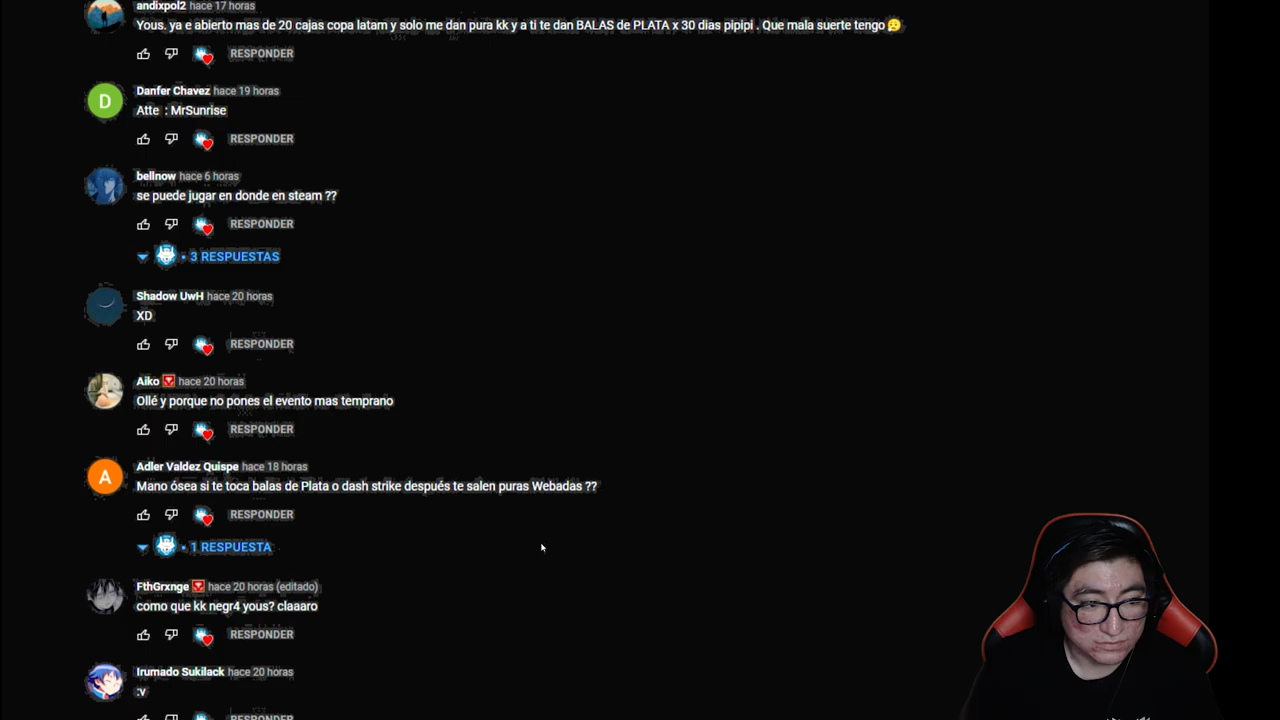 andixpol2 hace 17 horas
Yous, ya e abierto mas de 20 cajas copa latam y solo me dan pura kk y a ti te dan BALAS de PLATA x 30 dias pipipi . Que mala suerte tengo😥
RESPONDER
D
Danfer Chavez hace 19 horas
Atte : MrSunrise
RESPONDER
bellnow hace 6 horas
se puede jugar en donde en steam ??
RESPONDER
3 RESPUESTAS
Shadow UwH hace 20 horas
XD
RESPONDER
Aiko hace 20 horas
Ollé y porque no pones el evento mas temprano
RESPONDER
A
Adler Valdez Quispe hace 18 horas
Mano ósea si te toca balas de Plata o dash strike después te salen puras Webadas ??
RESPONDER
1 RESPUESTA
FthGrxnge hace 20 horas (editado)
como que kk negr4 yous? claaaro
RESPONDER
Irumado Sukilack hace 20 horas
:v
RESPONDER